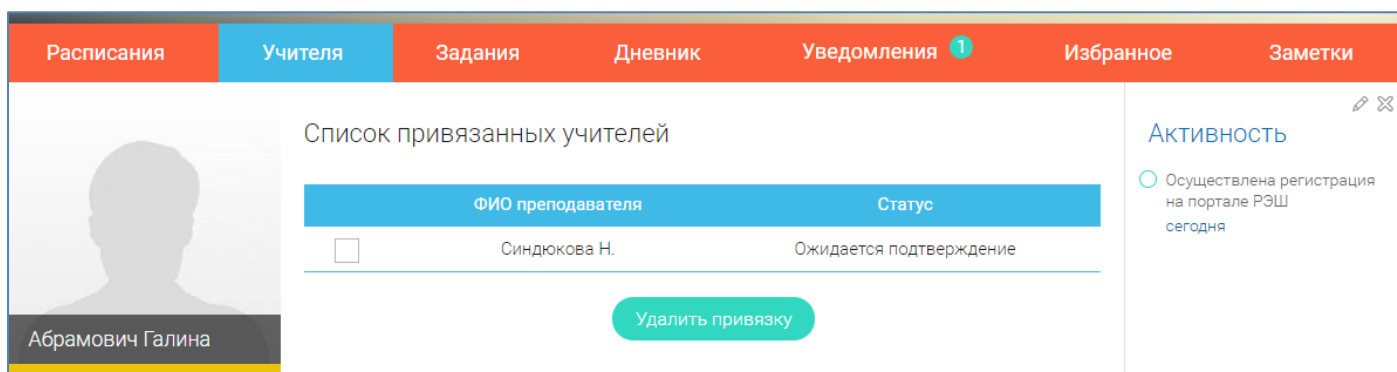 Расписания Учителя Задания Дневник Уведомления 1 Избранное Заметки
Список привязанных учителей
ФИО преподавателя Статус
Синдюкова Н. Ожидается подтверждение
Удалить привязку
Абрамович Галина
Активность
Осуществлена регистрация
на портале РЭШ
сегодня